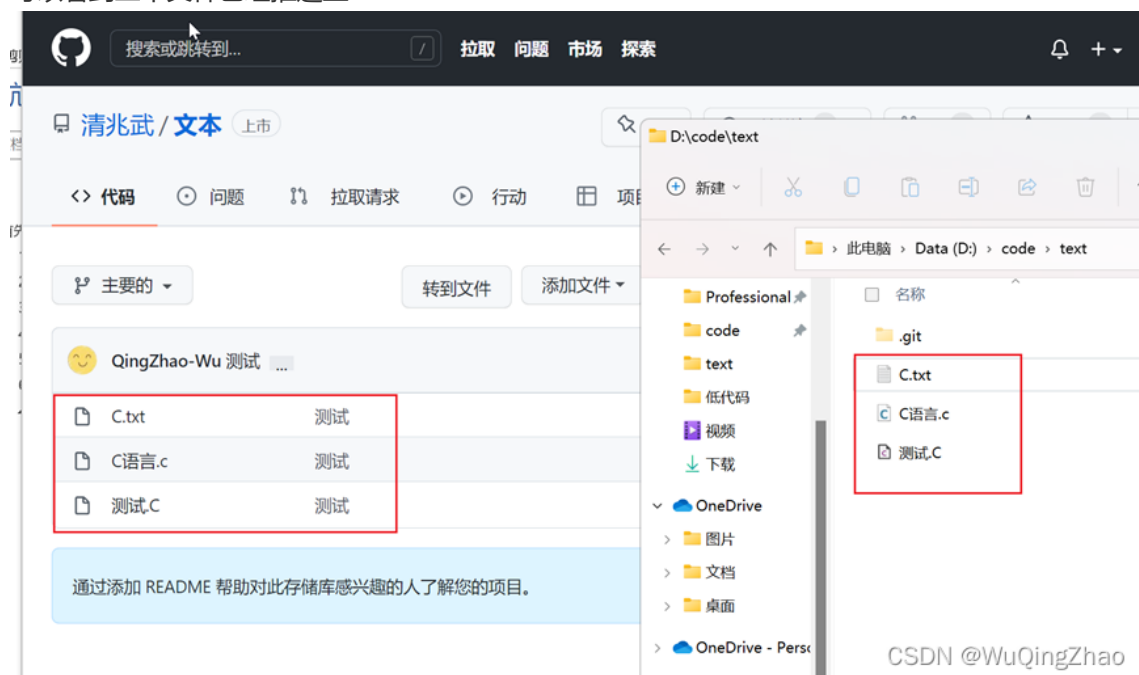 搜索或跳转到... / 拉取 问题 市场 探索
清兆武 / 文本 上市
D:\code\text
<> 代码 问题 拉取请求 行动
新建
此电脑 > Data (D:) > code > text
主要的 转到文件 添加文件
QingZhao-Wu 测试 ...
C.txt 测试
C语言.c 测试
测试.C 测试
通过添加 README 帮助对此存储库感兴趣的人了解您的项目。
Professional
code
text
低代码
视频
下载
OneDrive
图片
文档
桌面
OneDrive - Perso
名称
.git
C.txt
C语言.c
测试.C
CSDN @WuQingZhao